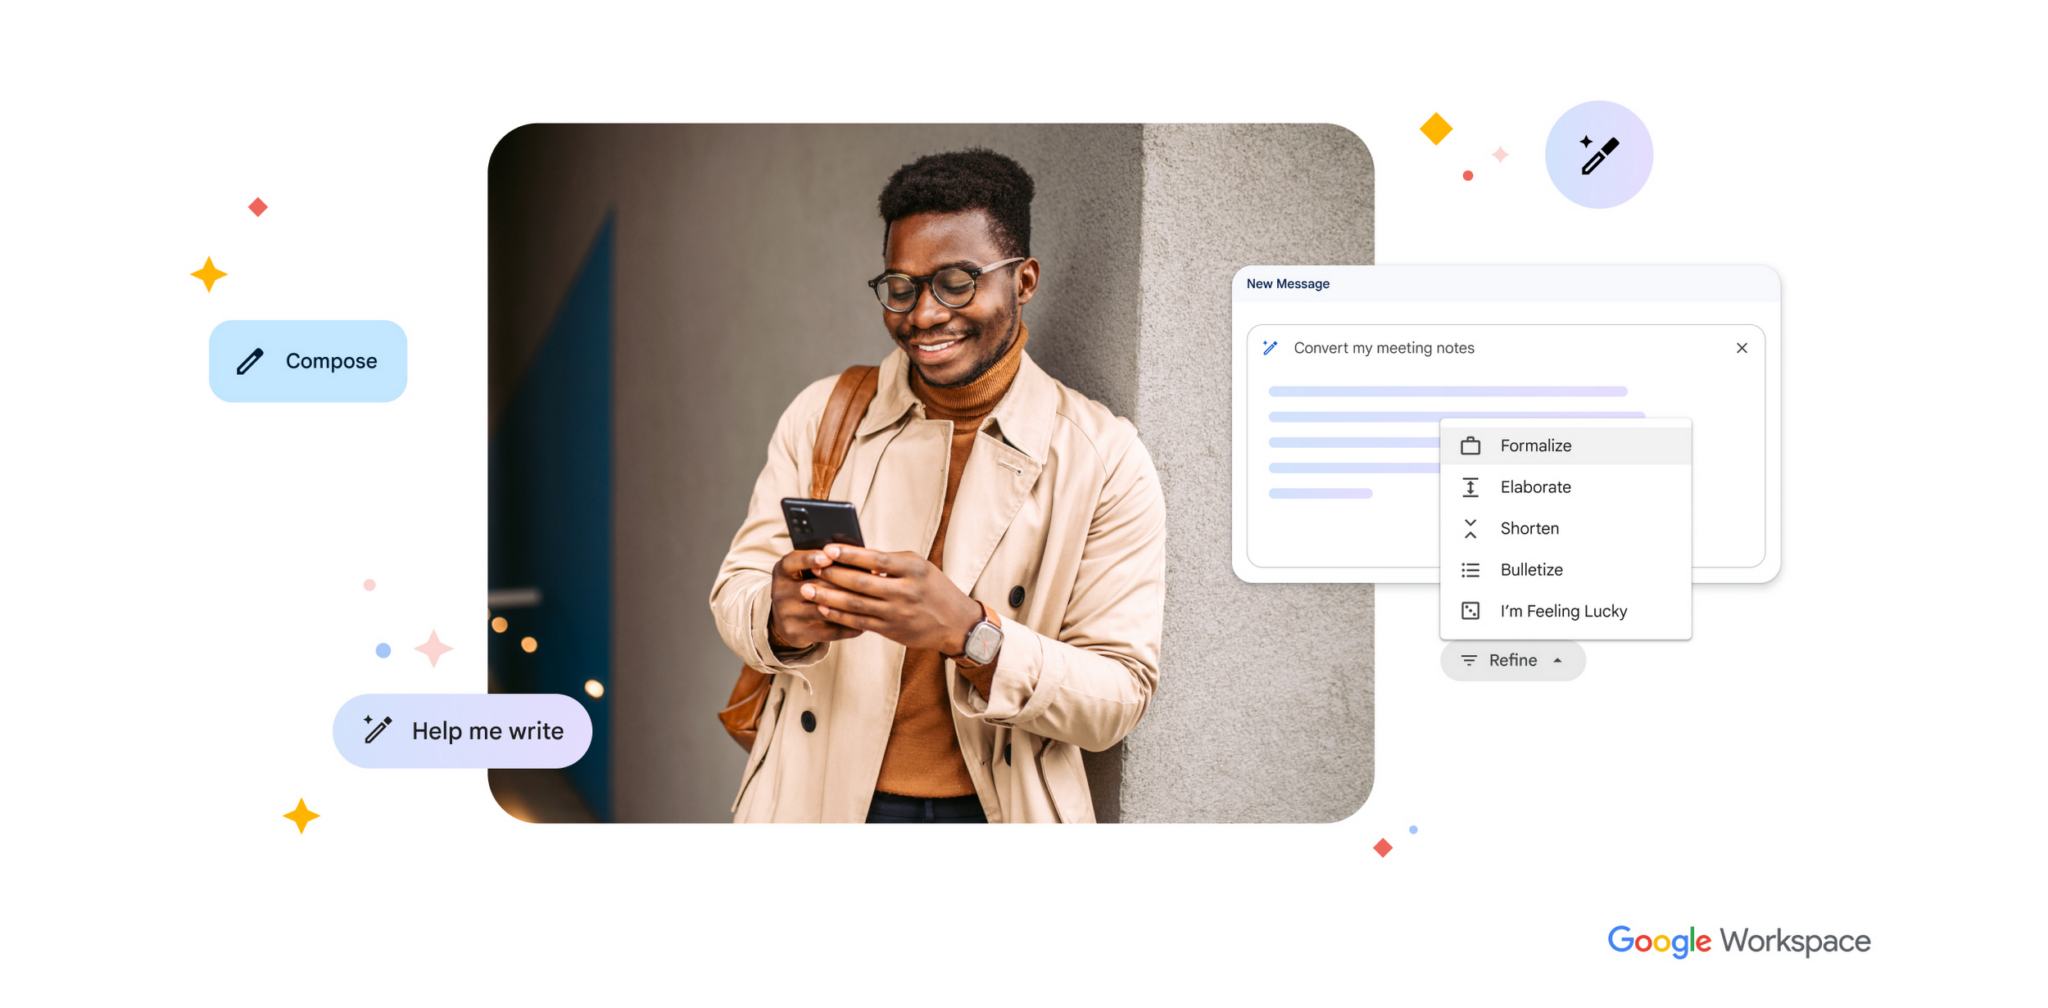 Compose
Help me write
New Message
Convert my meeting notes
Formalize
Elaborate
Shorten
Bulletize
I’m Feeling Lucky
Refine
Google Workspace